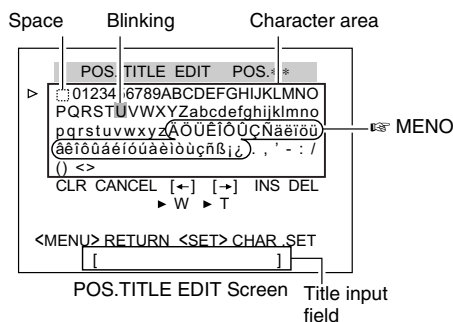 Space Blinking Character area
POS.TITLE EDIT POS.**
0123456789ABCDEFGHIJKLMNO
PQRSTUVWXYZabcdefghijklmno
pqrstuvwxyzÄÖÜÊÎÔÛÇÑäëïöü
☞ MENO
âêîôûáéíóúàèìòùçñß¡¿. , ' - : /
() <>
CLR CANCEL [←] [→] INS DEL
► W ► T
<MENU> RETURN <SET> CHAR .SET
[ ]
POS.TITLE EDIT Screen
Title input
field